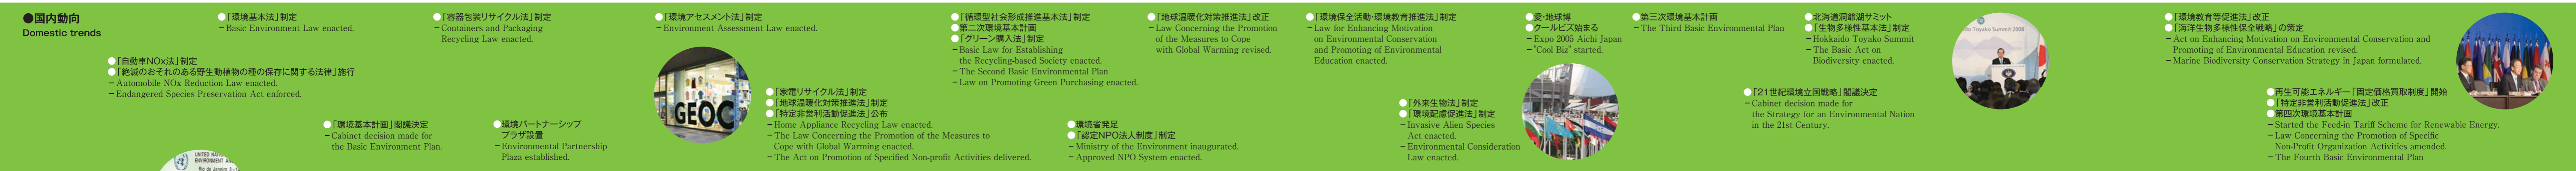 ●国内動向
Domestic trends
●「自動車NOx法」制定
●「絶滅のおそれのある野生動植物の種の保存に関する法律」施行
－Automobile NOx Reduction Law enacted.
－Endangered Species Preservation Act enforced.
●「環境基本法」制定
－Basic Environment Law enacted.
●「環境基本計画」閣議決定
－Cabinet decision made for
the Basic Environment Plan.
●「容器包装リサイクル法」制定
－Containers and Packaging
Recycling Law enacted.
●環境パートナーシップ
プラザ設置
－Environmental Partnership
Plaza established.
●「環境アセスメント法」制定
－Environment Assessment Law enacted.
GEOC
●「家電リサイクル法」制定
●「地球温暖化対策推進法」制定
●「特定非営利活動促進法」公布
－Home Appliance Recycling Law enacted.
－The Law Concerning the Promotion of the Measures to
Cope with Global Warming enacted.
－The Act on Promotion of Specified Non-profit Activities delivered.
●「循環型社会形成推進基本法」制定
●第二次環境基本計画
●「グリーン購入法」制定
－Basic Law for Establishing
the Recycling-based Society enacted.
－The Second Basic Environmental Plan
－Law on Promoting Green Purchasing enacted.
●環境省発足
●「認定NPO法人制度」制定
－Ministry of the Environment inaugurated.
－Approved NPO System enacted.
●「地球温暖化対策推進法」改正
－Law Concerning the Promotion
of the Measures to Cope
with Global Warming revised.
●「環境保全活動・環境教育推進法」制定
－Law for Enhancing Motivation
on Environmental Conservation
and Promoting of Environmental
Education enacted.
●「外来生物法」制定
●「環境配慮促進法」制定
－Invasive Alien Species
Act enacted.
－Environmental Consideration
Law enacted.
●愛・地球博
●クールビズ始まる
－Expo 2005 Aichi Japan
－"Cool Biz" started.
●第三次環境基本計画
－The Third Basic Environmental Plan
●「21世紀環境立国戦略」閣議決定
－Cabinet decision made for
the Strategy for an Environmental Nation
in the 21st Century.
●北海道洞爺湖サミット
●「生物多様性基本法」制定
－Hokkaido Toyako Summit
－The Basic Act on
Biodiversity enacted.
Toyako Summit 2008
●「環境教育等促進法」改正
●「海洋生物多様性保全戦略」の策定
－Act on Enhancing Motivation on Environmental Conservation and
Promoting of Environmental Education revised.
－Marine Biodiversity Conservation Strategy in Japan formulated.
●再生可能エネルギー「固定価格買取制度」開始
●「特定非営利活動促進法」改正
●第四次環境基本計画
－Started the Feed-in Tariff Scheme for Renewable Energy.
－Law Concerning the Promotion of Specific
Non-Profit Organization Activities amended.
－The Fourth Basic Environmental Plan
UNITED
ENVIRONMENT
Rio de Janeiro